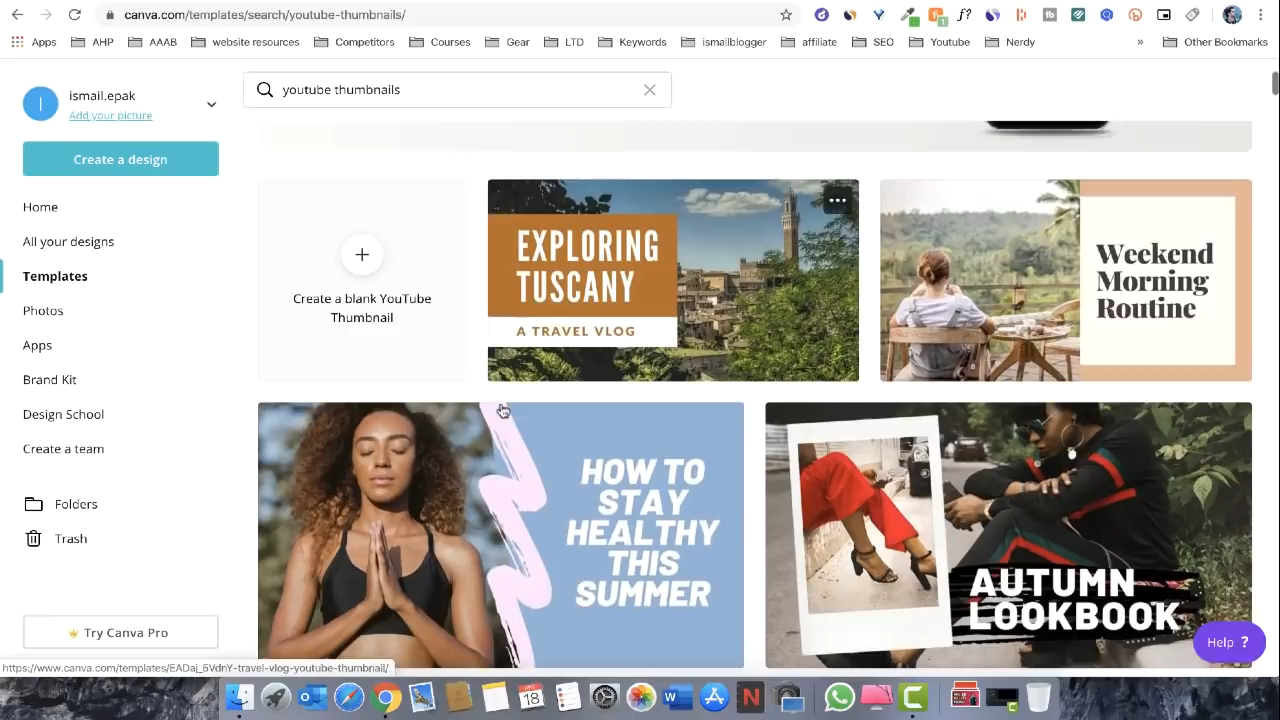 canva.com/templates/search/youtube-thumbnails/
Apps AHP AAAB website resources Competitors Courses Gear LTD Keywords ismailblogger affiliate SEO Youtube Nerdy » Other Bookmarks
I
ismail.epak
Add your picture
youtube thumbnails
Create a design
Home
All your designs
Templates
Photos
Apps
Brand Kit
Design School
Create a team
Folders
Trash
Try Canva Pro
Create a blank YouTube
Thumbnail
EXPLORING
TUSCANY
A TRAVEL VLOG
Weekend
Morning
Routine
HOW TO
STAY
HEALTHY
THIS
SUMMER
AUTUMN
LOOKBOOK
Help ?
https://www.canva.com/templates/EADaj_5VdnY-travel-vlog-youtube-thumbnail/
18